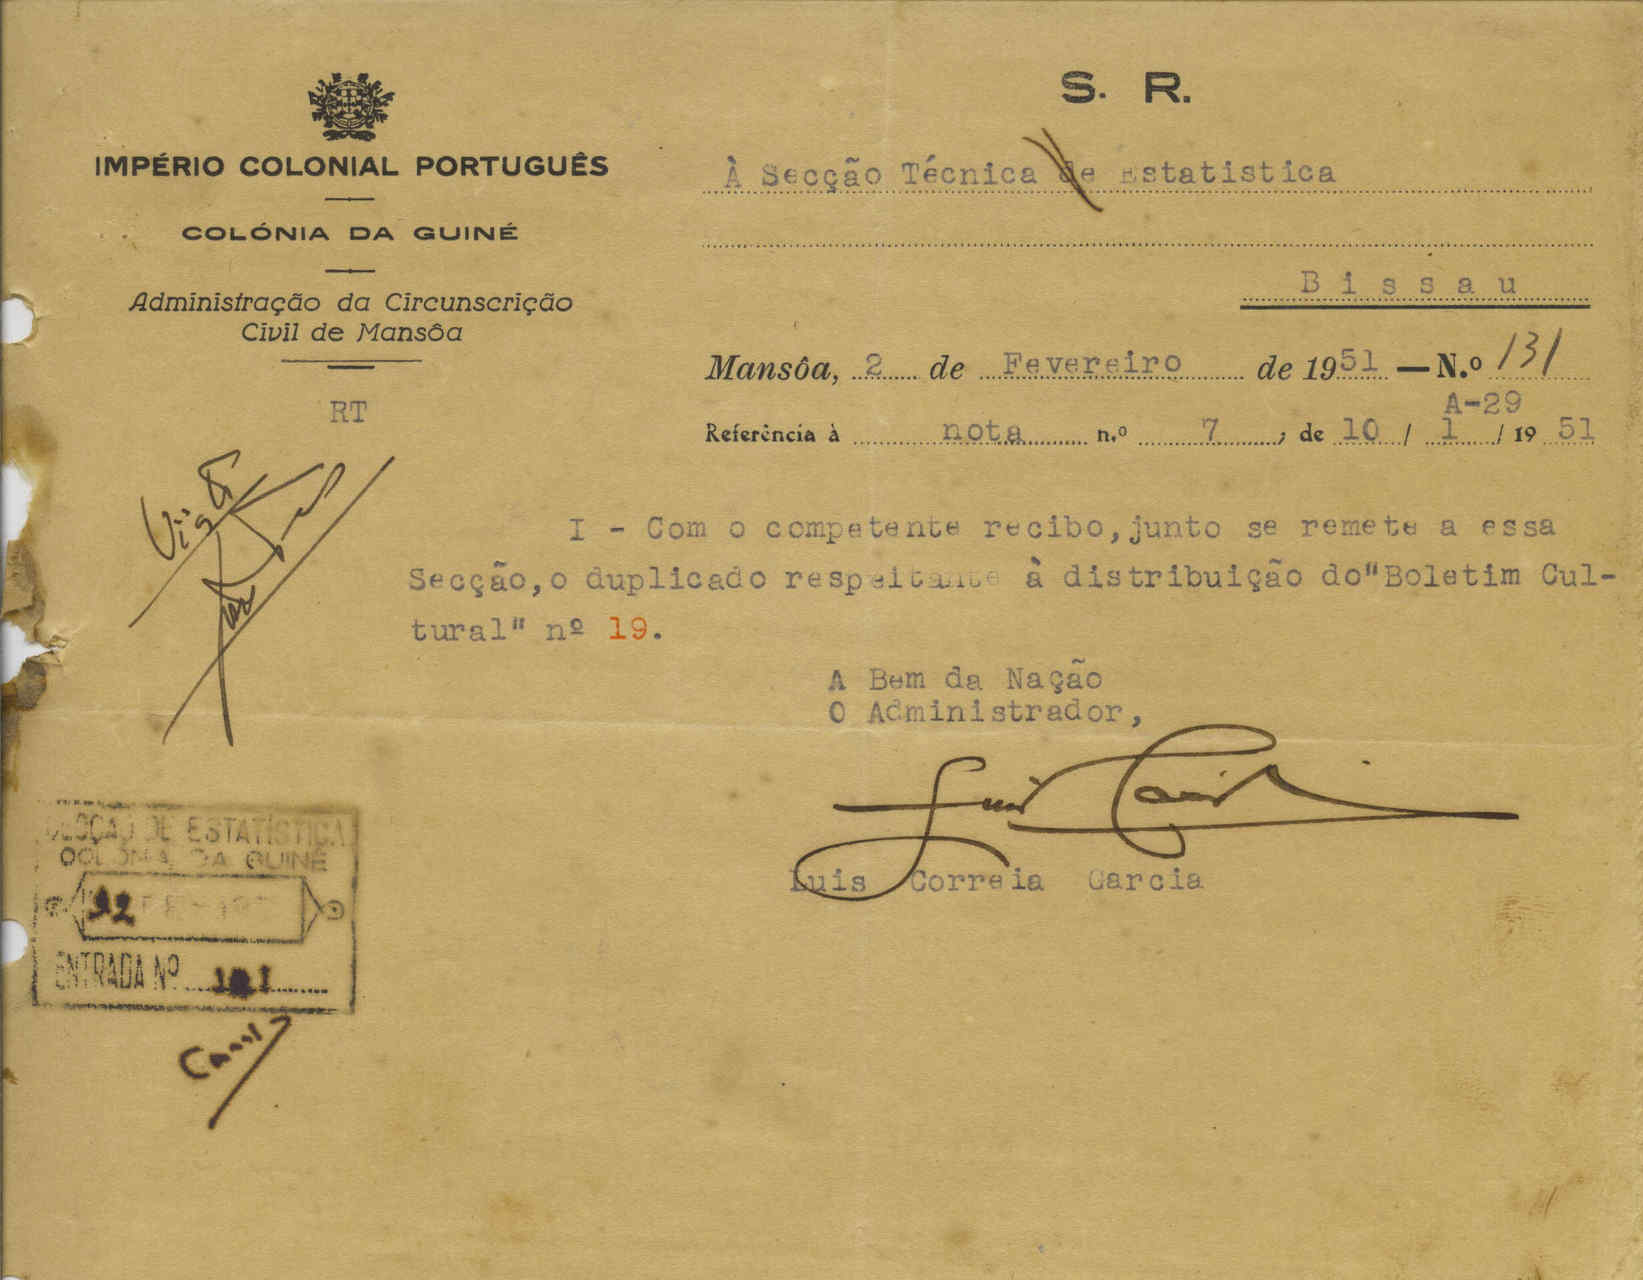 IMPÉRIO COLONIAL PORTUGUÊS
COLÓNIA DA GUINÉ
Administração da Circunscrição
Civil de Mansôa
RT
S. R.
À Secção Técnica de Estatistica
Bissau
Mansôa, 2 de Fevereiro de 1951 — N.º 131
A-29
Referência à nota n.º 7 ; de 10 / 1 / 1951
I - Com o competente recibo, junto se remete a essa
Secção, o duplicado respeitante à distribuição do "Boletim Cul-
tural" nº 19.
A Bem da Nação
O Administrador,
Luis Correia Garcia
Visto
SECÇÃO DE ESTATÍSTICA
COLÓNIA DA GUINÉ
ENTRADA Nº